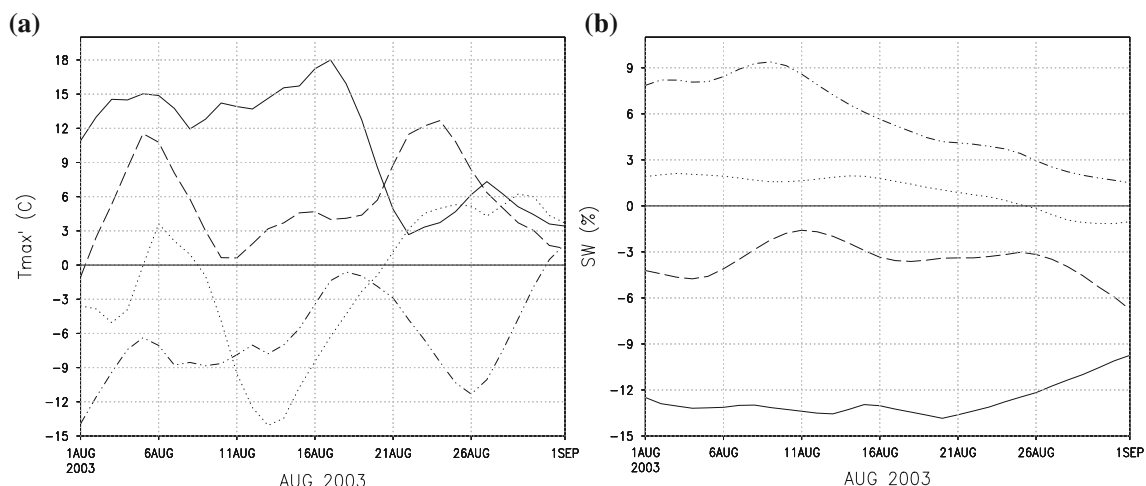 (a)
Tmax' (C)
18
15
12
9
6
3
0
-3
-6
-9
-12
-15
1AUG 6AUG 11AUG 16AUG 21AUG 26AUG 1SEP
2003
AUG 2003
(b)
SW (%)
9
6
3
0
-3
-6
-9
-12
-15
1AUG 6AUG 11AUG 16AUG 21AUG 26AUG 1SEP
2003
AUG 2003